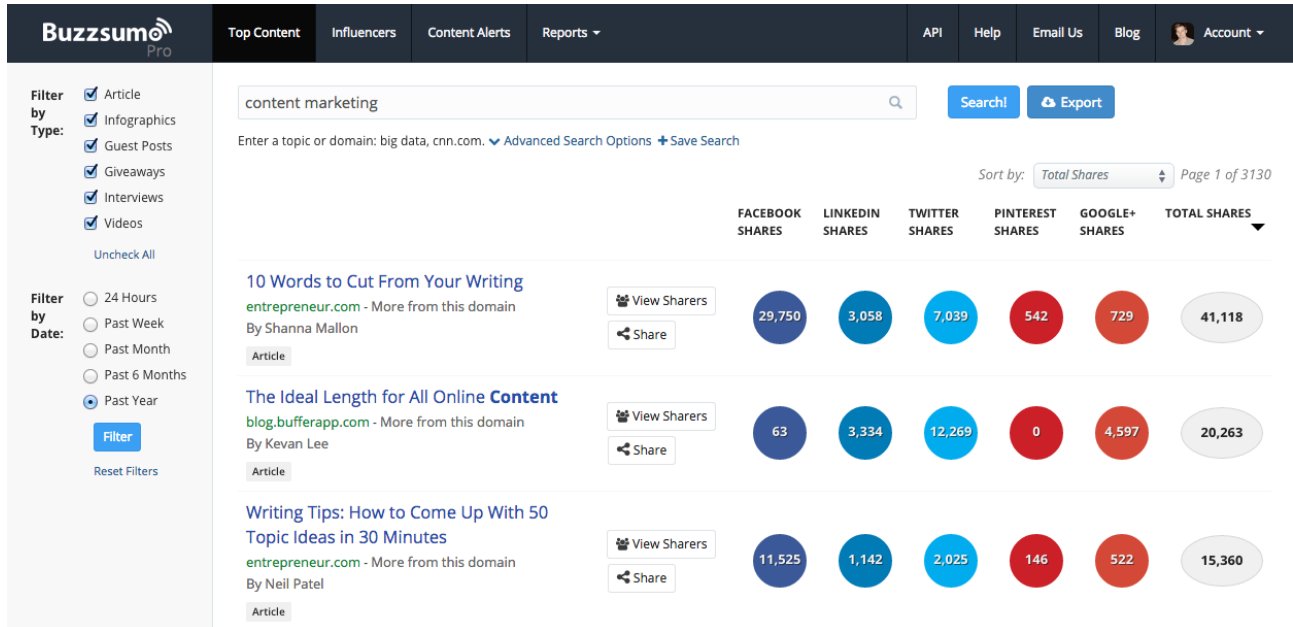 Buzzsumo
Pro
Top Content
Influencers
Content Alerts
Reports
API
Help
Email Us
Blog
Account
Filter by Type:
Article
Infographics
Guest Posts
Giveaways
Interviews
Videos
Uncheck All
Filter by Date:
24 Hours
Past Week
Past Month
Past 6 Months
Past Year
Filter
Reset Filters
content marketing
Search!
Export
Enter a topic or domain: big data, cnn.com. Advanced Search Options Save Search
Sort by: Total Shares Page 1 of 3130
FACEBOOK SHARES
LINKEDIN SHARES
TWITTER SHARES
PINTEREST SHARES
GOOGLE+ SHARES
TOTAL SHARES
10 Words to Cut From Your Writing
entrepreneur.com - More from this domain
By Shanna Mallon
Article
View Sharers
Share
29,750
3,058
7,039
542
729
41,118
The Ideal Length for All Online Content
blog.bufferapp.com - More from this domain
By Kevan Lee
Article
View Sharers
Share
63
3,334
12,269
0
4,597
20,263
Writing Tips: How to Come Up With 50
Topic Ideas in 30 Minutes
entrepreneur.com - More from this domain
By Neil Patel
Article
View Sharers
Share
11,525
1,142
2,025
146
522
15,360